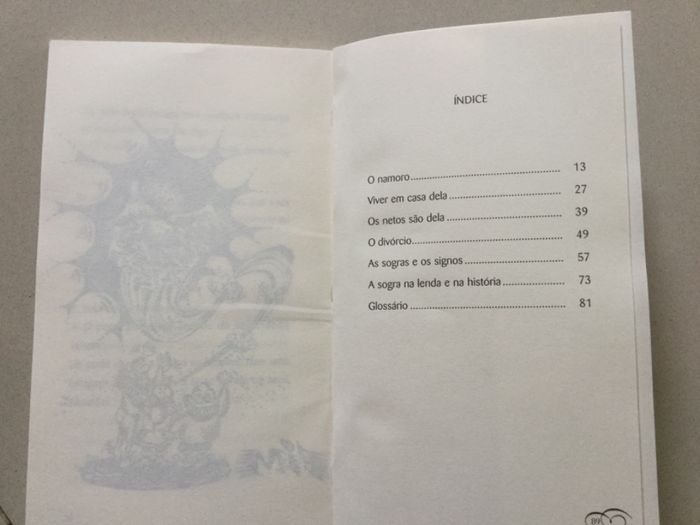 ÍNDICE
O namoro............................................................ 13
Viver em casa dela............................................. 27
Os netos são dela............................................... 39
O divórcio............................................................ 49
As sogras e os signos......................................... 57
A sogra na lenda e na história......................... 73
Glossário............................................................. 81
89